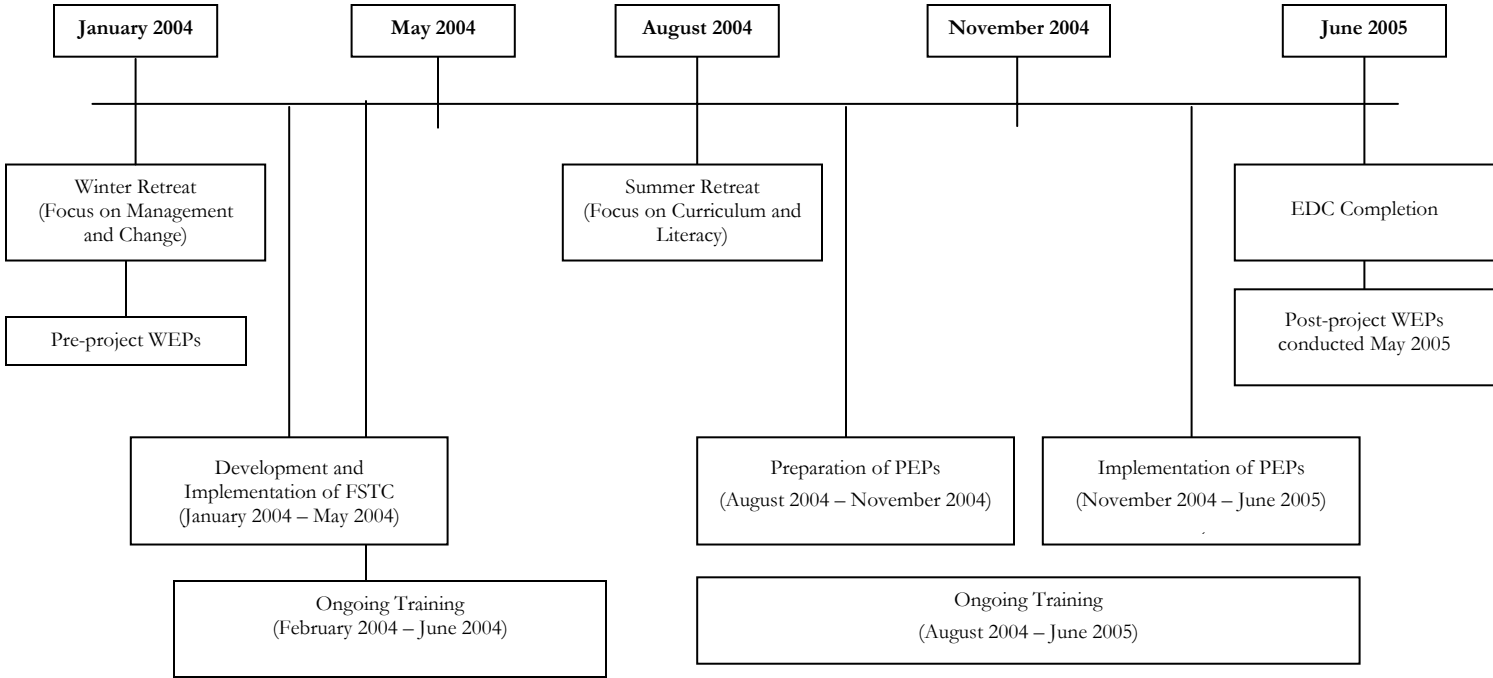 January 2004
May 2004
August 2004
November 2004
June 2005
Winter Retreat
(Focus on Management
and Change)
Summer Retreat
(Focus on Curriculum and
Literacy)
EDC Completion
Pre-project WEPs
Post-project WEPs
conducted May 2005
Development and
Implementation of FSTC
(January 2004 – May 2004)
Preparation of PEPs
(August 2004 – November 2004)
Implementation of PEPs
(November 2004 – June 2005)
Ongoing Training
(February 2004 – June 2004)
Ongoing Training
(August 2004 – June 2005)